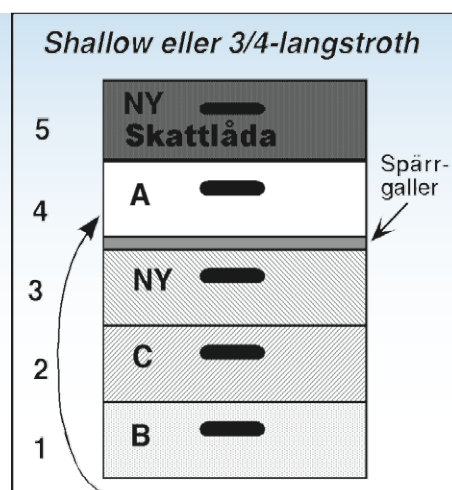 Shallow eller 3/4-langstroth
5
NY
Skattlåda
4
A
Spärr-
galler
3
NY
2
C
1
B